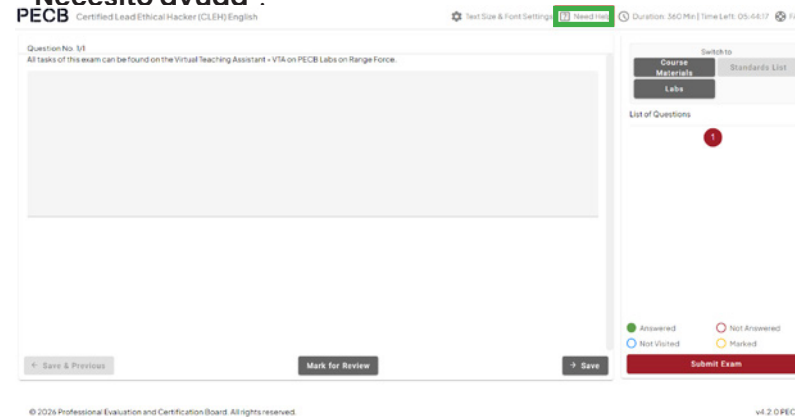 "Necesito ayuda".
PECB Certified Lead Ethical Hacker (CLEH) English
Text Size & Font Settings
Need Help
Duration: 360 Min | Time Left: 05:44:17
Question No. 1/1
All tasks of this exam can be found on the Virtual Teaching Assistant - VTA on PECB Labs on Range Force.
Switch to
Course Materials
Standards List
Labs
List of Questions
1
Answered
Not Answered
Not Visited
Marked
← Save & Previous
Mark for Review
→ Save
Submit Exam
© 2026 Professional Evaluation and Certification Board. All rights reserved.
v4.2.0 PEC